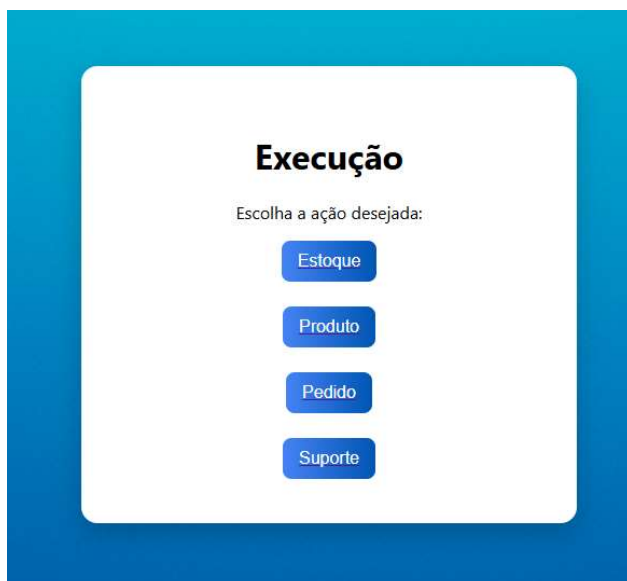 Execução
Escolha a ação desejada:
Estoque
Produto
Pedido
Suporte